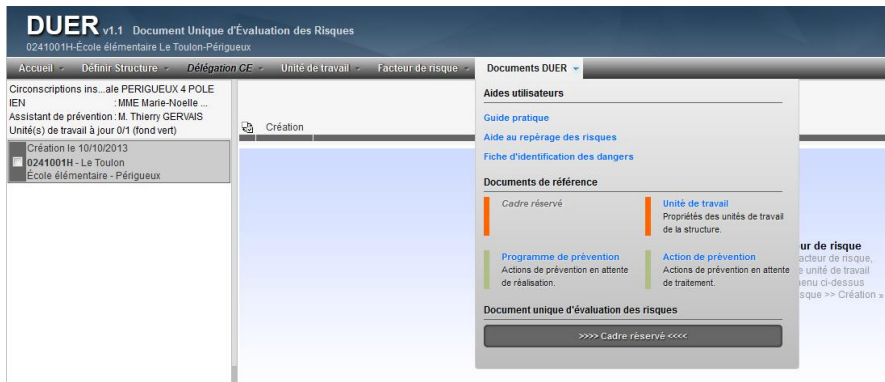 DUER v1.1 Document Unique d'Évaluation des Risques
0241001H-École élémentaire Le Toulon-Périgueux
Accueil Définir Structure Délégation CE Unité de travail Facteur de risque Documents DUER
Circonscriptions ins...ale PERIGUEUX 4 POLE
IEN : MME Marie-Noelle ...
Assistant de prévention : M. Thierry GERVAIS
Unité(s) de travail à jour 0/1 (fond vert)
Création le 10/10/2013
0241001H - Le Toulon
École élémentaire - Périgueux
Création
Aides utilisateurs
Guide pratique
Aide au repérage des risques
Fiche d'identification des dangers
Documents de référence
Cadre réservé
Unité de travail
Propriétés des unités de travail
de la structure.
Programme de prévention
Actions de prévention en attente
de réalisation.
Action de prévention
Actions de prévention en attente
de traitement.
Document unique d'évaluation des risques
>>>> Cadre réservé <<<<
ur de risque
acteur de risque,
e unité de travail
enu ci-dessus
sque >> Création »